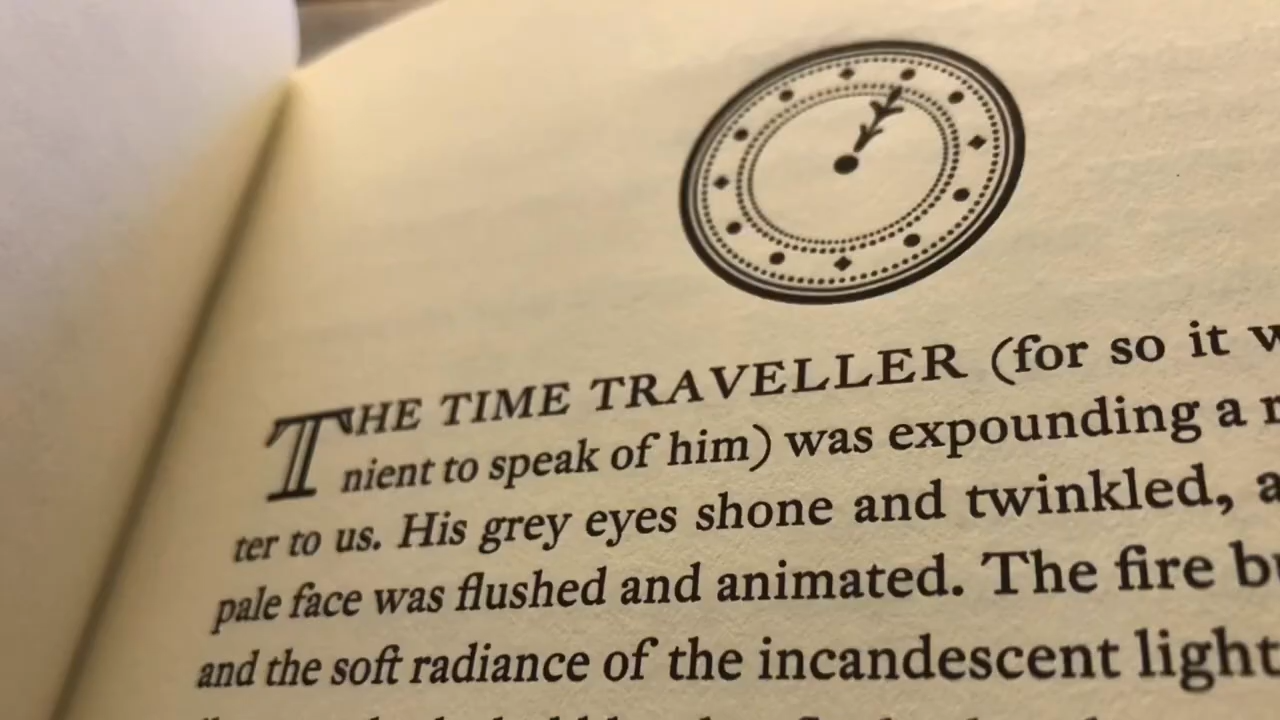 THE TIME TRAVELLER (for so it
nient to speak of him) was expounding a
ter to us. His grey eyes shone and twinkled,
pale face was flushed and animated. The fire
and the soft radiance of the incandescent light